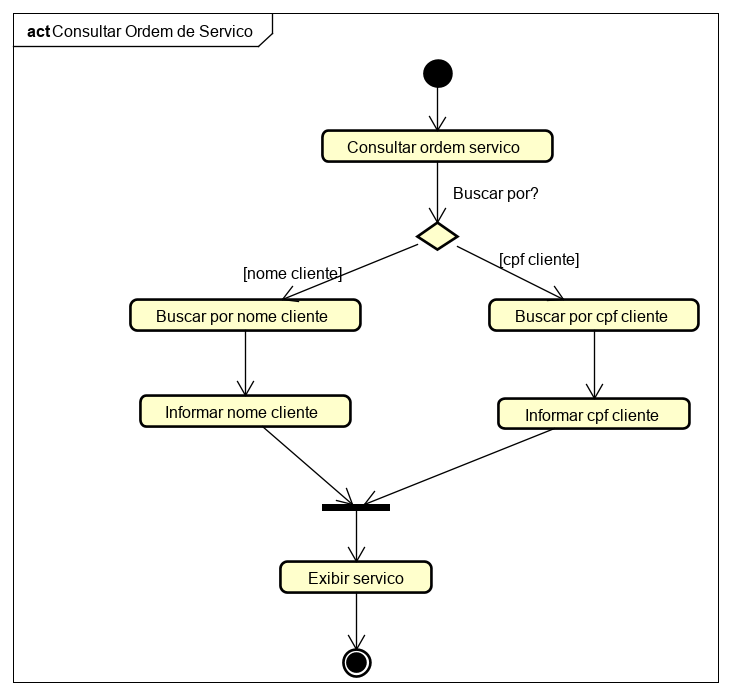 act Consultar Ordem de Servico
Consultar ordem servico
Buscar por?
[nome cliente]
[cpf cliente]
Buscar por nome cliente
Buscar por cpf cliente
Informar nome cliente
Informar cpf cliente
Exibir servico